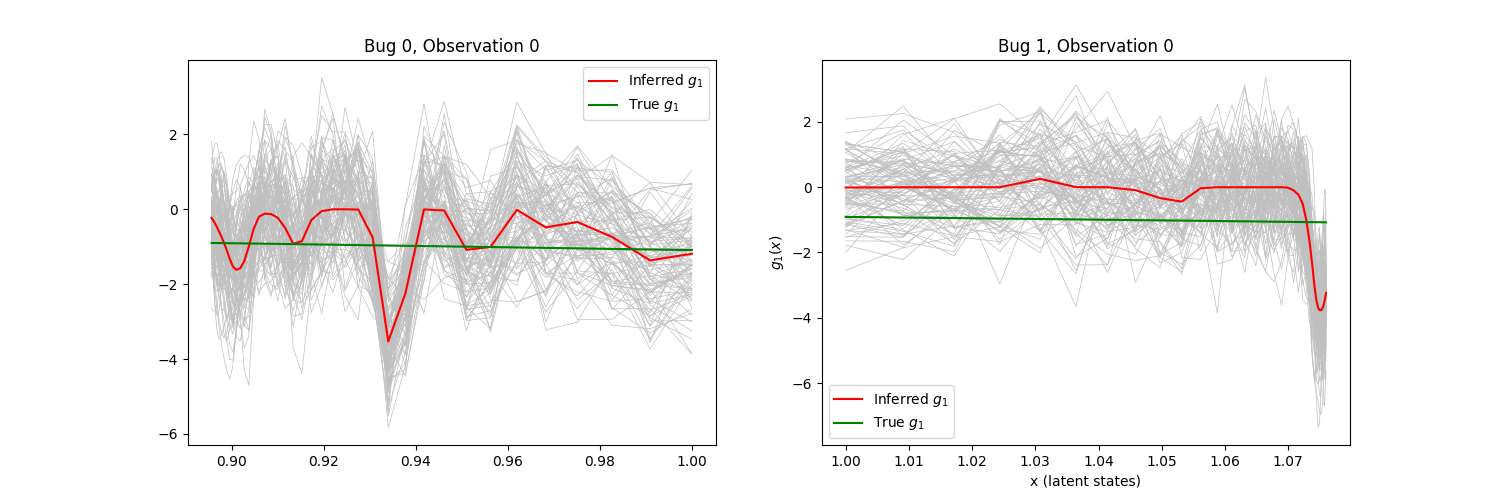 Bug 0, Observation 0
Inferred g₁
True g₁
2
0
−2
−4
−6
0.90 0.92 0.94 0.96 0.98 1.00
Bug 1, Observation 0
g₁(x)
2
0
−2
−4
−6
Inferred g₁
True g₁
1.00 1.01 1.02 1.03 1.04 1.05 1.06 1.07
x (latent states)